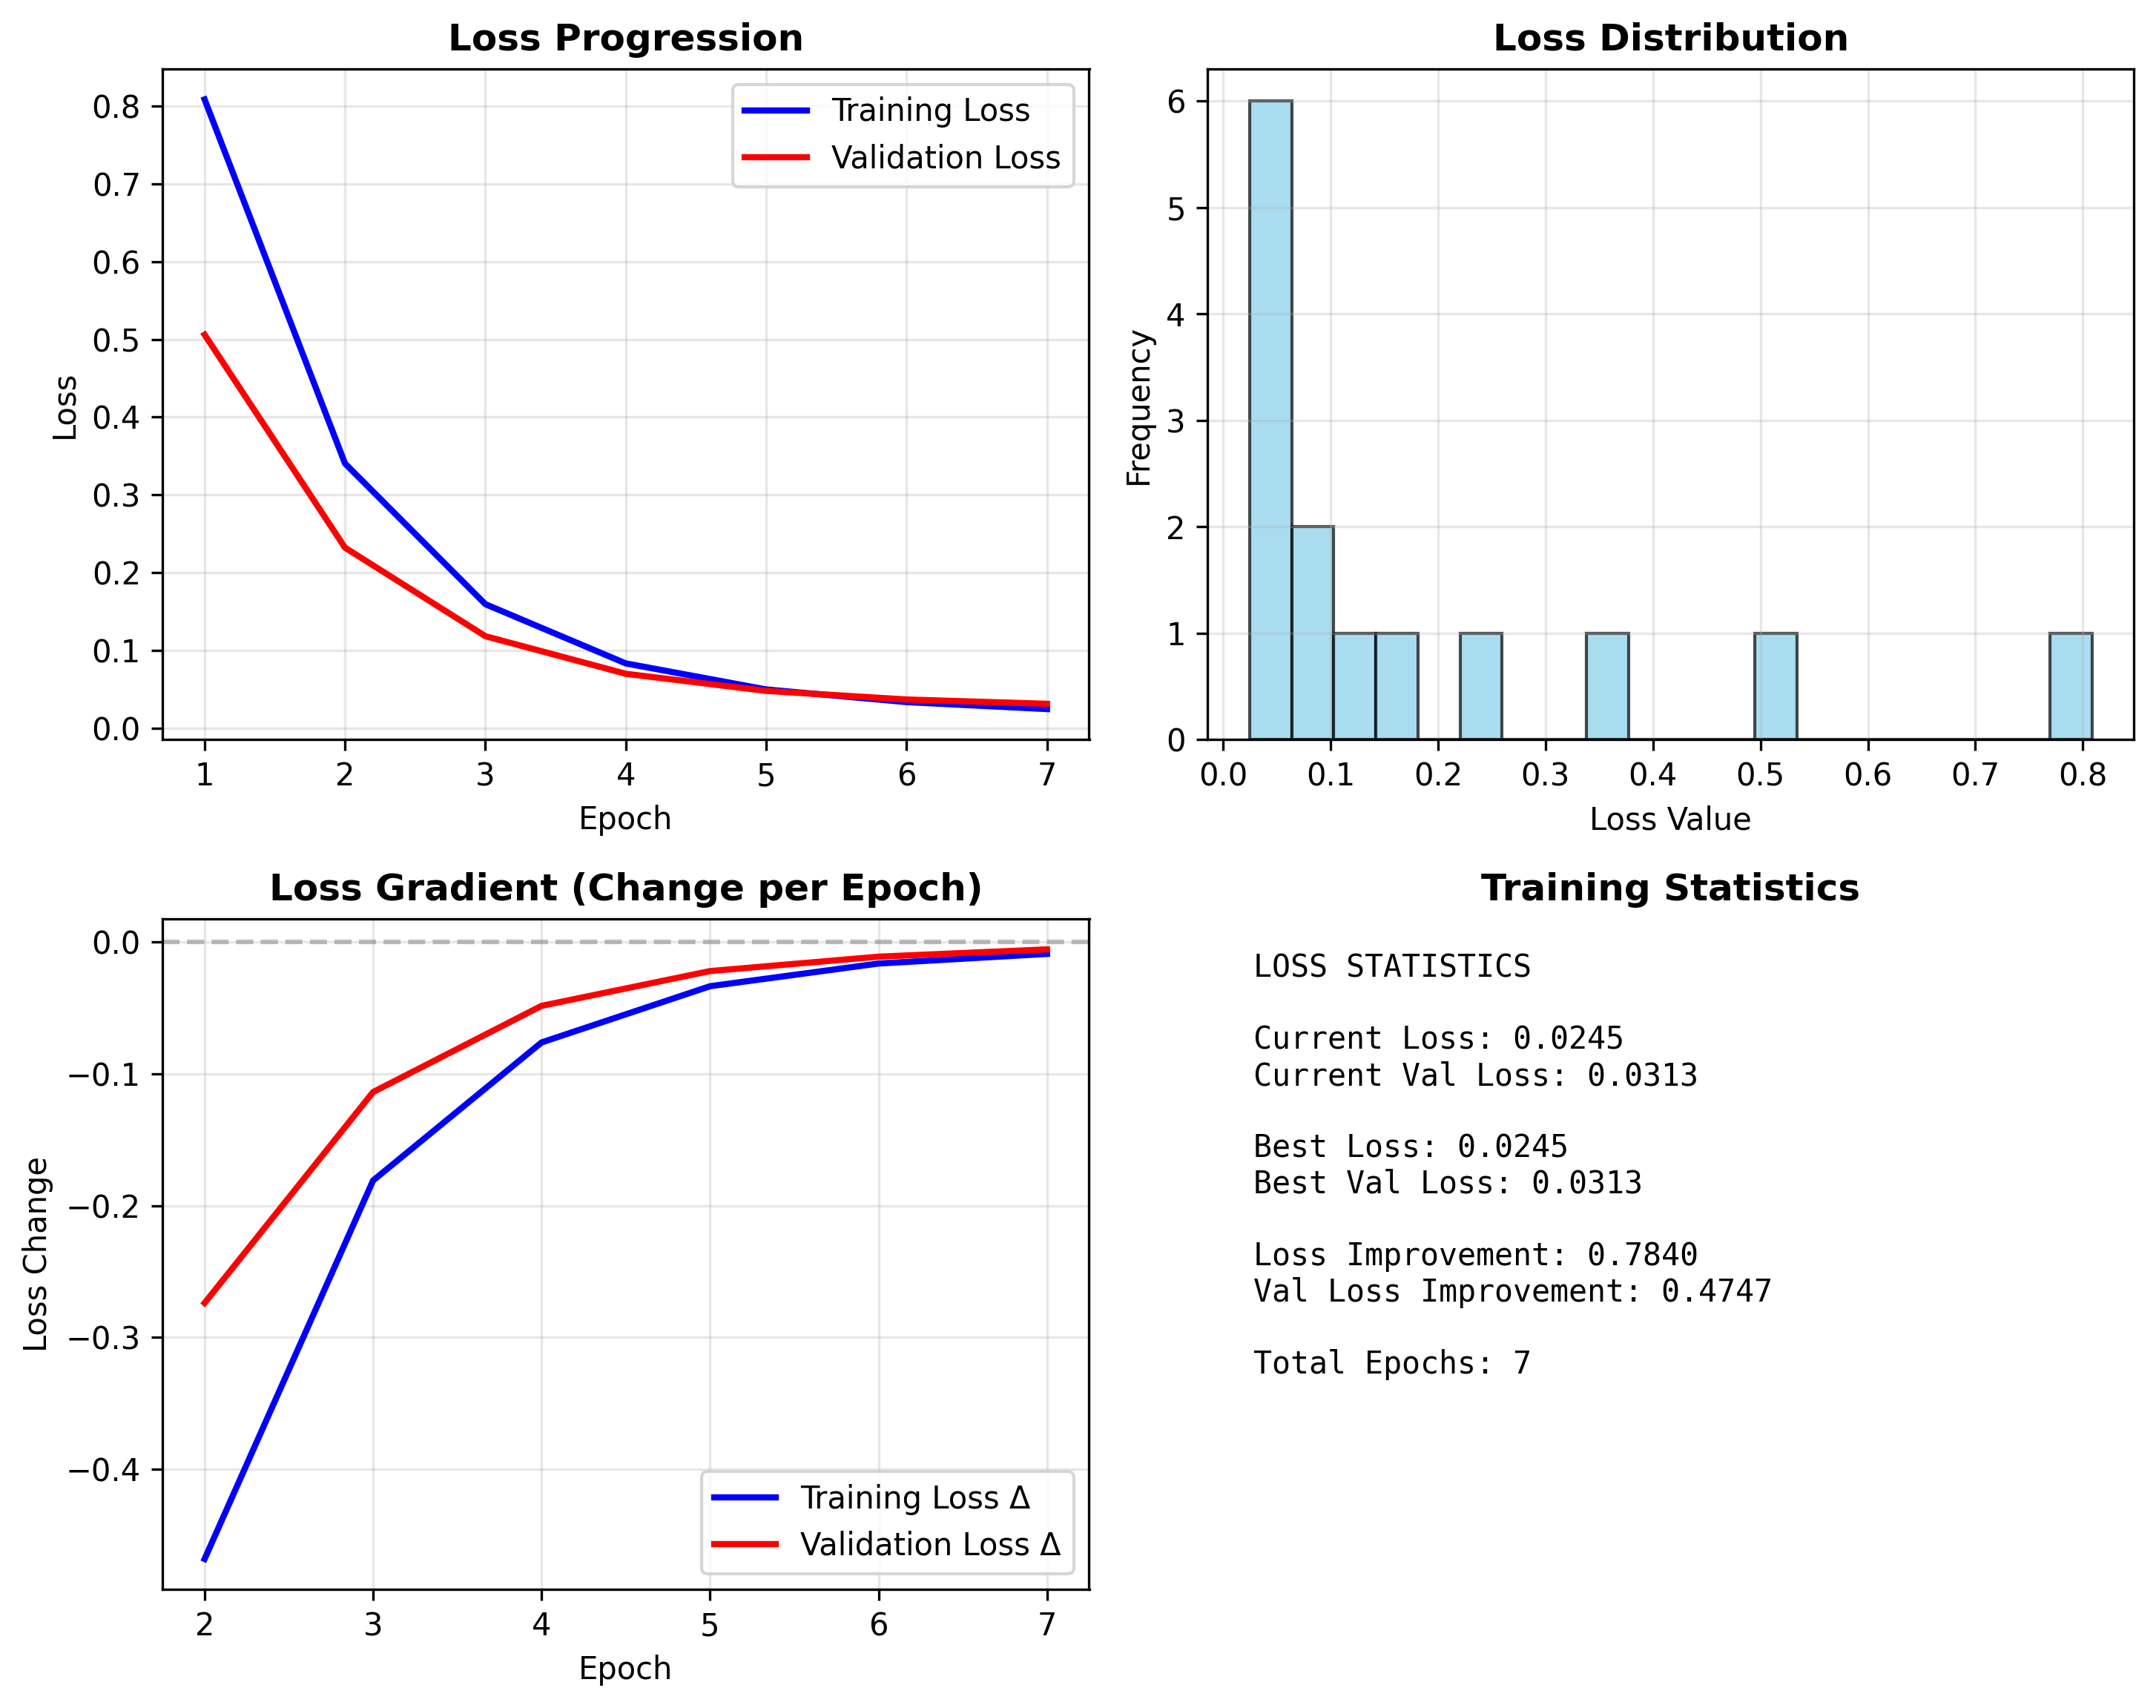 Loss Progression
Training Loss
Validation Loss
Loss
0.8
0.7
0.6
0.5
0.4
0.3
0.2
0.1
0.0
1 2 3 4 5 6 7
Epoch
Loss Distribution
Frequency
6
5
4
3
2
1
0
0.0 0.1 0.2 0.3 0.4 0.5 0.6 0.7 0.8
Loss Value
Loss Gradient (Change per Epoch)
Loss Change
0.0
−0.1
−0.2
−0.3
−0.4
Training Loss Δ
Validation Loss Δ
2 3 4 5 6 7
Epoch
Training Statistics
LOSS STATISTICS
Current Loss: 0.0245
Current Val Loss: 0.0313
Best Loss: 0.0245
Best Val Loss: 0.0313
Loss Improvement: 0.7840
Val Loss Improvement: 0.4747
Total Epochs: 7